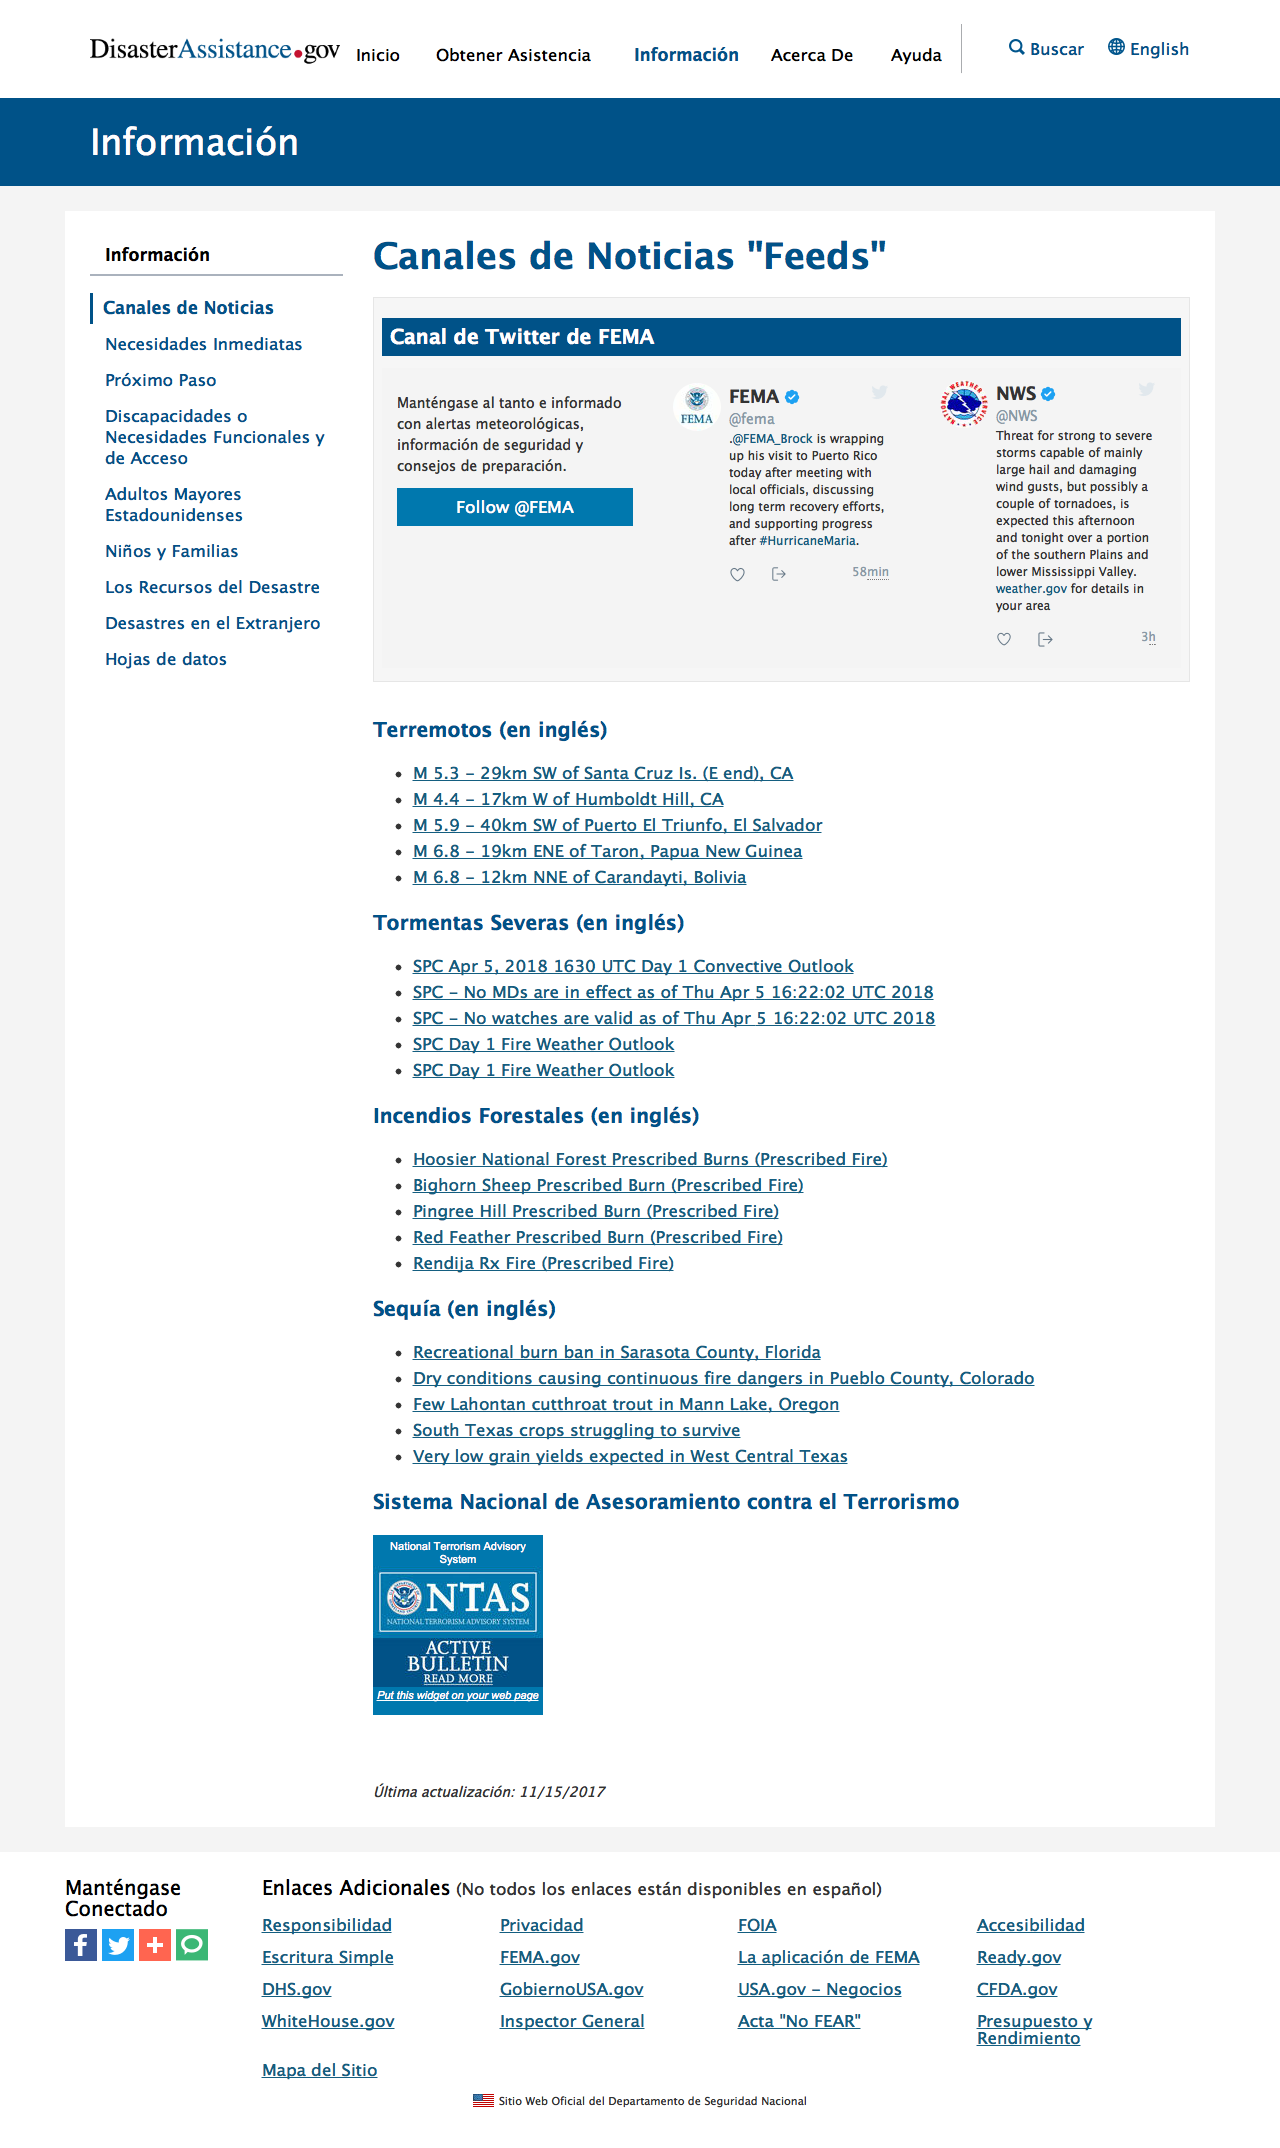 DisasterAssistance.gov
Inicio
Obtener Asistencia
Información
Acerca De
Ayuda
Buscar
English
Información
Información
Canales de Noticias
Necesidades Inmediatas
Próximo Paso
Discapacidades o
Necesidades Funcionales y
de Acceso
Adultos Mayores
Estadounidenses
Niños y Familias
Los Recursos del Desastre
Desastres en el Extranjero
Hojas de datos
Canales de Noticias "Feeds"
Canal de Twitter de FEMA
Manténgase al tanto e informado
con alertas meteorológicas,
información de seguridad y
consejos de preparación.
Follow @FEMA
FEMA
FEMA
@fema
.@FEMA_Brock is wrapping
up his visit to Puerto Rico
today after meeting with
local officials, discussing
long term recovery efforts,
and supporting progress
after #HurricaneMaria.
58min
NWS
@NWS
Threat for strong to severe
storms capable of mainly
large hail and damaging
wind gusts, but possibly a
couple of tornadoes, is
expected this afternoon
and tonight over a portion
of the southern Plains and
lower Mississippi Valley.
weather.gov for details in
your area
3h
Terremotos (en inglés)
M 5.3 - 29km SW of Santa Cruz Is. (E end), CA
M 4.4 - 17km W of Humboldt Hill, CA
M 5.9 - 40km SW of Puerto El Triunfo, El Salvador
M 6.8 - 19km ENE of Taron, Papua New Guinea
M 6.8 - 12km NNE of Carandayti, Bolivia
Tormentas Severas (en inglés)
SPC Apr 5, 2018 1630 UTC Day 1 Convective Outlook
SPC - No MDs are in effect as of Thu Apr 5 16:22:02 UTC 2018
SPC - No watches are valid as of Thu Apr 5 16:22:02 UTC 2018
SPC Day 1 Fire Weather Outlook
SPC Day 1 Fire Weather Outlook
Incendios Forestales (en inglés)
Hoosier National Forest Prescribed Burns (Prescribed Fire)
Bighorn Sheep Prescribed Burn (Prescribed Fire)
Pingree Hill Prescribed Burn (Prescribed Fire)
Red Feather Prescribed Burn (Prescribed Fire)
Rendija Rx Fire (Prescribed Fire)
Sequía (en inglés)
Recreational burn ban in Sarasota County, Florida
Dry conditions causing continuous fire dangers in Pueblo County, Colorado
Few Lahontan cutthroat trout in Mann Lake, Oregon
South Texas crops struggling to survive
Very low grain yields expected in West Central Texas
Sistema Nacional de Asesoramiento contra el Terrorismo
National Terrorism Advisory
System
NTAS
NATIONAL TERRORISM ADVISORY SYSTEM
ACTIVE
BULLETIN
READ MORE
Put this widget on your web page
Última actualización: 11/15/2017
Manténgase
Conectado
Enlaces Adicionales (No todos los enlaces están disponibles en español)
Responsibilidad
Privacidad
FOIA
Accesibilidad
Escritura Simple
FEMA.gov
La aplicación de FEMA
Ready.gov
DHS.gov
GobiernoUSA.gov
USA.gov - Negocios
CFDA.gov
WhiteHouse.gov
Inspector General
Acta "No FEAR"
Presupuesto y
Rendimiento
Mapa del Sitio
Sitio Web Oficial del Departamento de Seguridad Nacional